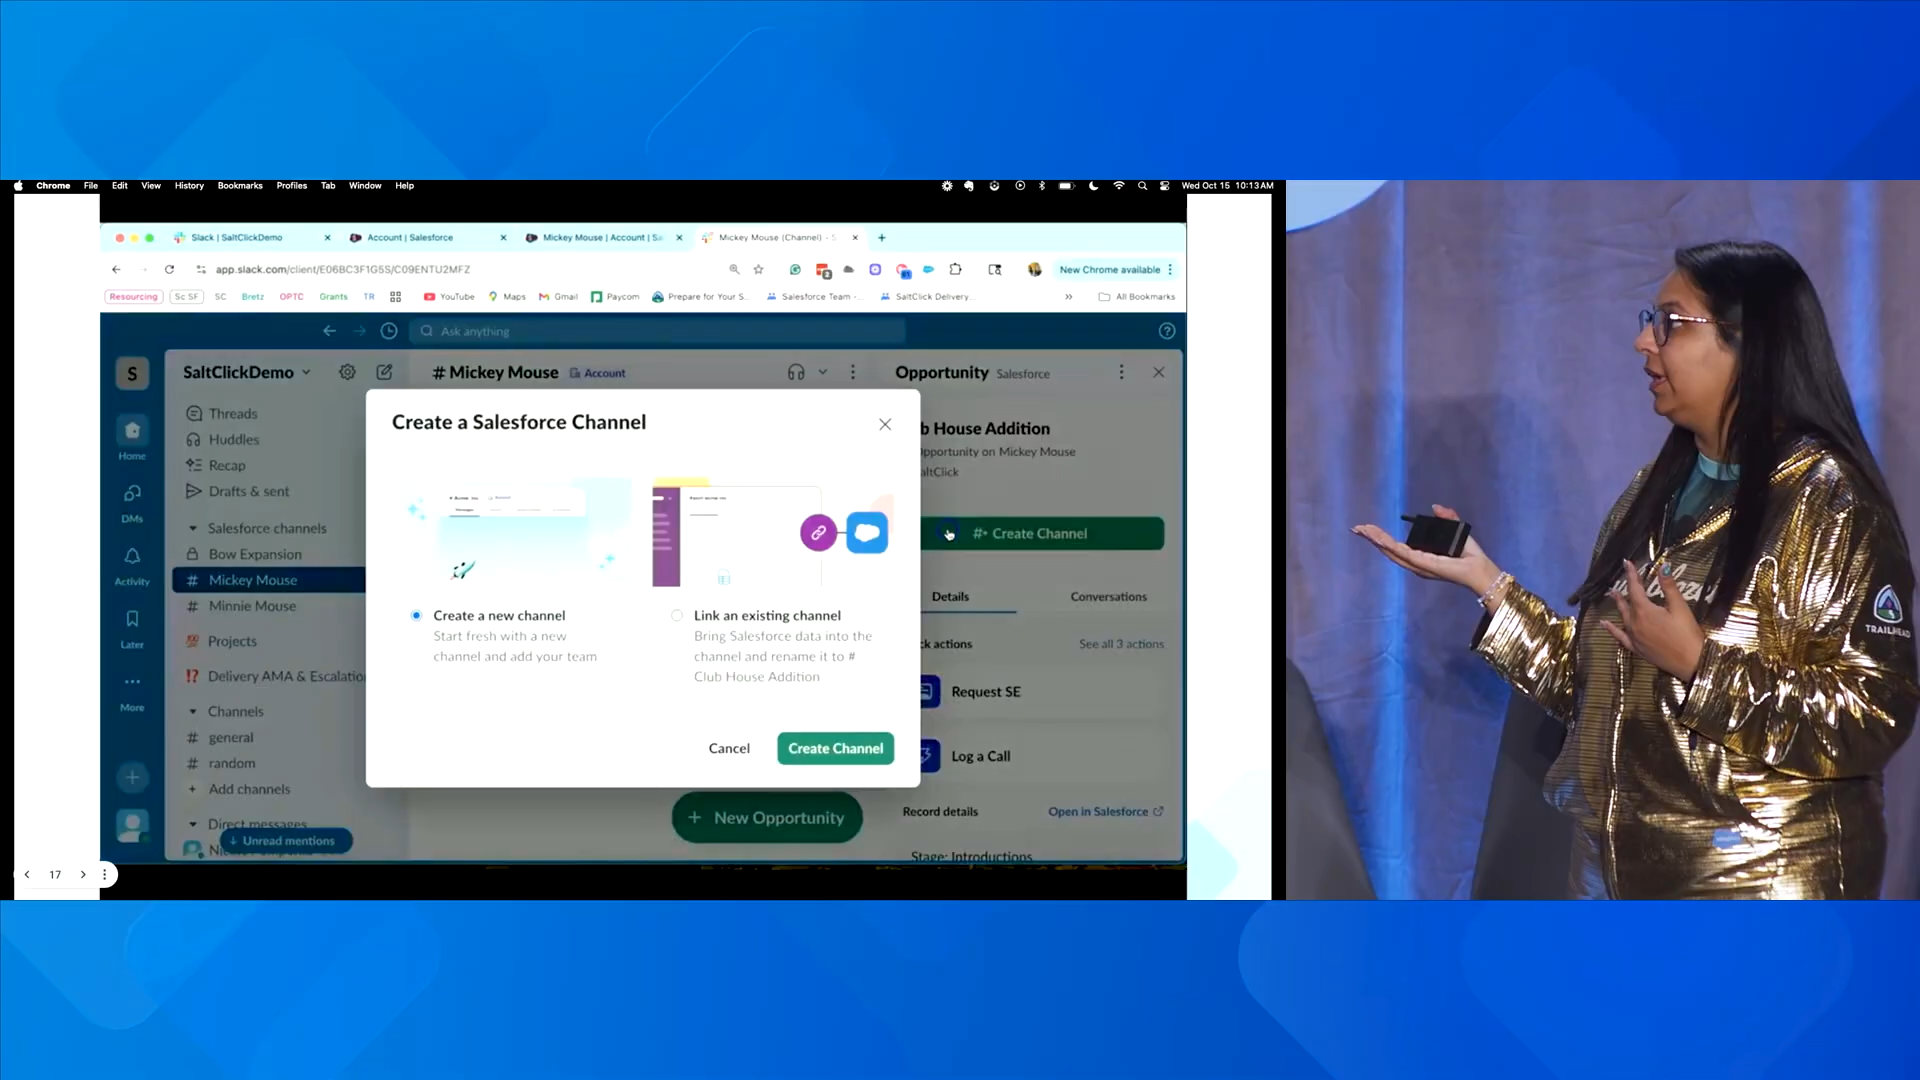 Chrome File Edit View History Bookmarks Profiles Tab Window Help
Wed Oct 15 10:13 AM
Slack | SaltClickDemo
Account | Salesforce
Mickey Mouse | Account | Sa
Mickey Mouse (Channel) - S
app.slack.com/client/E06BC3F1G5S/C09ENTU2MFZ
New Chrome available
Resourcing Sc SF SC Bretz OPTC Grants TR YouTube Maps Gmail Paycom Prepare for Your S... Salesforce Team -... SaltClick Delivery... All Bookmarks
Ask anything
S
Home
DMs
Activity
Later
More
SaltClickDemo
Threads
Huddles
Recap
Drafts & sent
Salesforce channels
Bow Expansion
# Mickey Mouse
# Minnie Mouse
Projects
Delivery AMA & Escalatio
Channels
# general
# random
+ Add channels
Direct messages
Unread mentions
# Mickey Mouse Account
Create a Salesforce Channel
Create a new channel
Start fresh with a new
channel and add your team
Link an existing channel
Bring Salesforce data into the
channel and rename it to #
Club House Addition
Cancel
Create Channel
+ New Opportunity
Opportunity Salesforce
b House Addition
pportunity on Mickey Mouse
altClick
Create Channel
Details
Conversations
ck actions
See all 3 actions
Request SE
Log a Call
Record details
Open in Salesforce
Stage: Introductions
17
TRAILHEAD